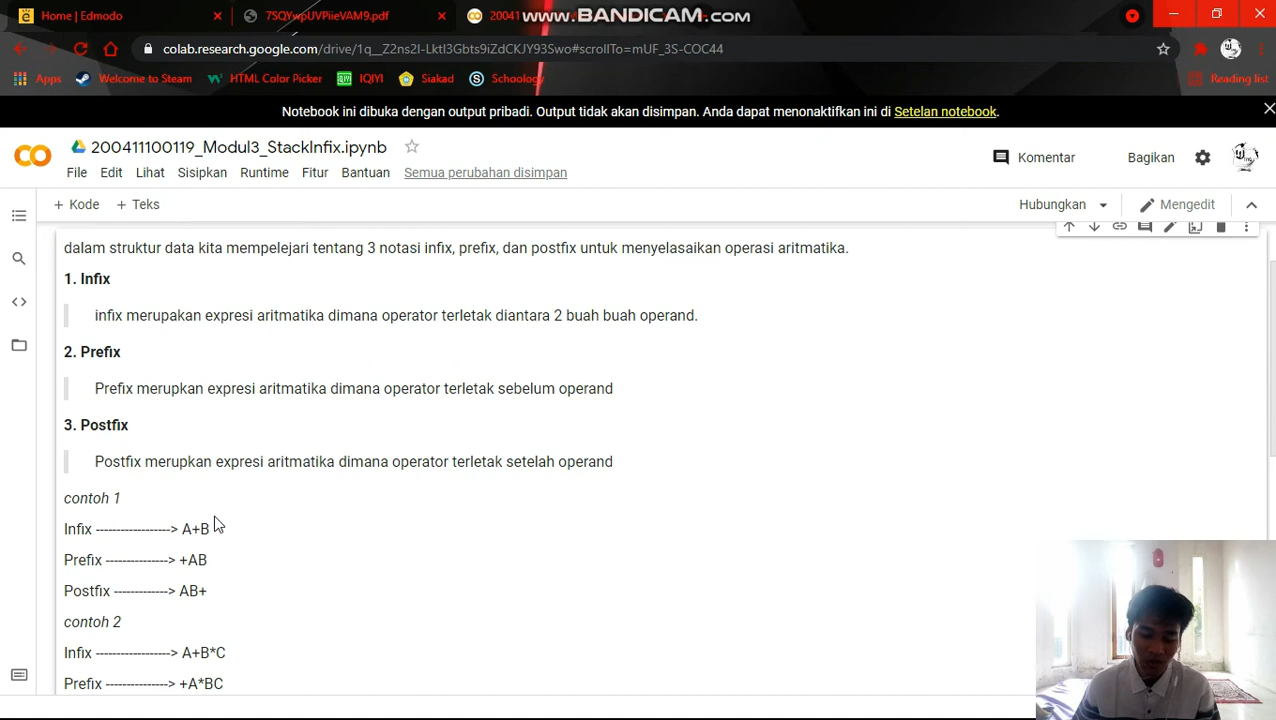 Home | Edmodo
7SQYwpUVPiieVAM9.pdf
20041
www.BANDICAM.com
colab.research.google.com/drive/1q__Z2ns2I-Lktl3Gbts9iZdCKJY93Swo#scrollTo=mUF_3S-COC44
Apps
Welcome to Steam
HTML Color Picker
IQIYI
Siakad
Schoology
Reading list
Notebook ini dibuka dengan output pribadi. Output tidak akan disimpan. Anda dapat menonaktifkan ini di Setelan notebook.
200411100119_Modul3_StackInfix.ipynb
Komentar
Bagikan
File Edit Lihat Sisipkan Runtime Fitur Bantuan Semua perubahan disimpan
+ Kode + Teks
Hubungkan
Mengedit
dalam struktur data kita mempelejari tentang 3 notasi infix, prefix, dan postfix untuk menyelasaikan operasi aritmatika.
1. Infix
infix merupakan expresi aritmatika dimana operator terletak diantara 2 buah buah operand.
2. Prefix
Prefix merupkan expresi aritmatika dimana operator terletak sebelum operand
3. Postfix
Postfix merupkan expresi aritmatika dimana operator terletak setelah operand
contoh 1
Infix ------------------> A+B
Prefix ---------------> +AB
Postfix -------------> AB+
contoh 2
Infix ------------------> A+B*C
Prefix ---------------> +A*BC